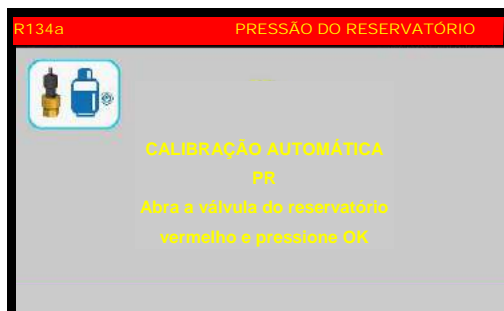 R134a PRESSÃO DO RESERVATÓRIO
CALIBRAÇÃO AUTOMÁTICA
PR
Abra a válvula do reservatório
vermelho e pressione OK